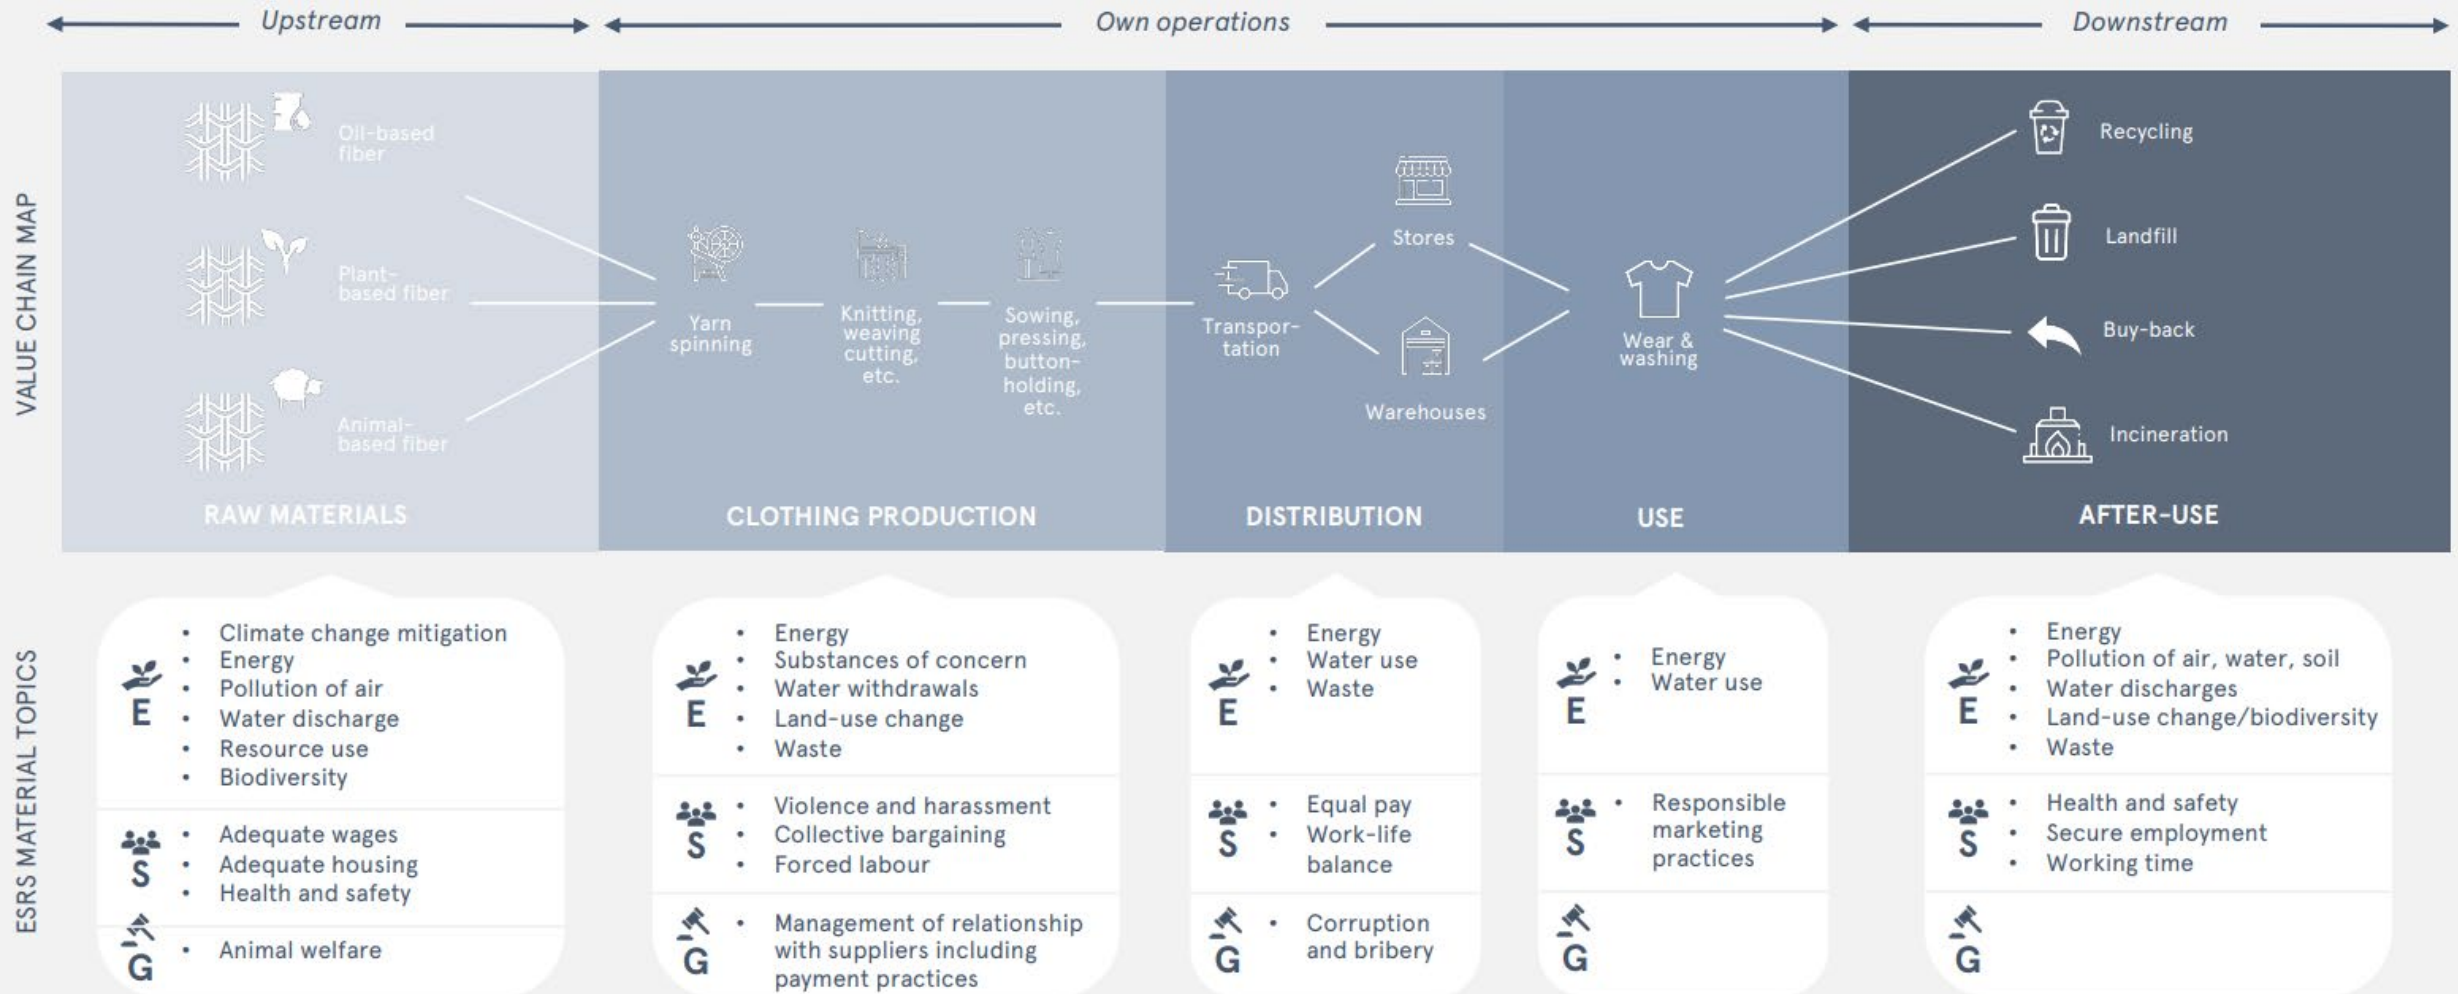 Upstream
Own operations
Downstream
VALUE CHAIN MAP
Oil-based
fiber
Plant-
based fiber
Animal-
based fiber
RAW MATERIALS
Yarn
spinning
Knitting,
weaving
cutting,
etc.
Sowing,
pressing,
button-
holding,
etc.
CLOTHING PRODUCTION
Transpor-
tation
Stores
Warehouses
DISTRIBUTION
Wear &
washing
USE
Recycling
Landfill
Buy-back
Incineration
AFTER-USE
ESRS MATERIAL TOPICS
E
• Climate change mitigation
• Energy
• Pollution of air
• Water discharge
• Resource use
• Biodiversity
S
• Adequate wages
• Adequate housing
• Health and safety
G
• Animal welfare
E
• Energy
• Substances of concern
• Water withdrawals
• Land-use change
• Waste
S
• Violence and harassment
• Collective bargaining
• Forced labour
G
• Management of relationship
with suppliers including
payment practices
E
• Energy
• Water use
• Waste
S
• Equal pay
• Work-life
balance
G
• Corruption
and bribery
E
• Energy
• Water use
S
• Responsible
marketing
practices
G
E
• Energy
• Pollution of air, water, soil
• Water discharges
• Land-use change/biodiversity
• Waste
S
• Health and safety
• Secure employment
• Working time
G